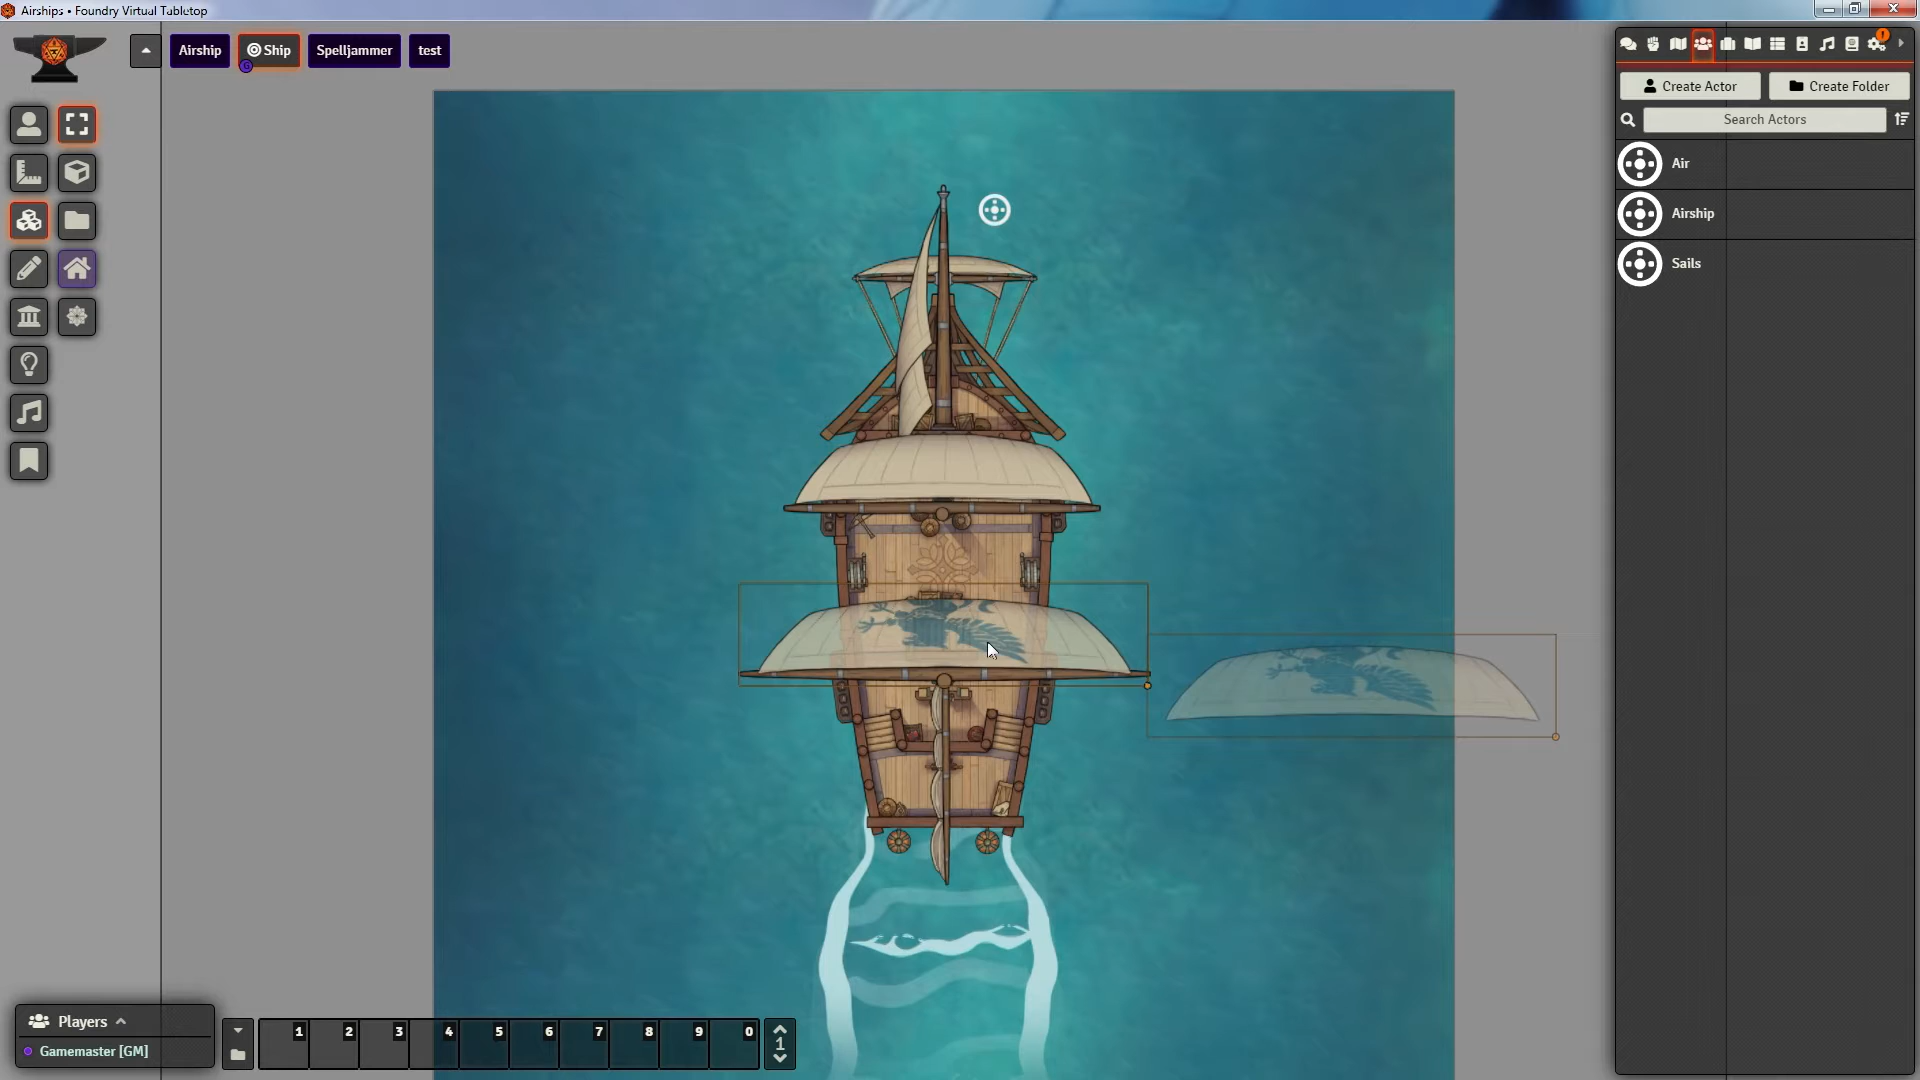 Airships • Foundry Virtual Tabletop
Airship
Ship
Spelljammer
test
G
Create Actor
Create Folder
Search Actors
Air
Airship
Sails
Players
Gamemaster [GM]
1 2 3 4 5 6 7 8 9 0
1